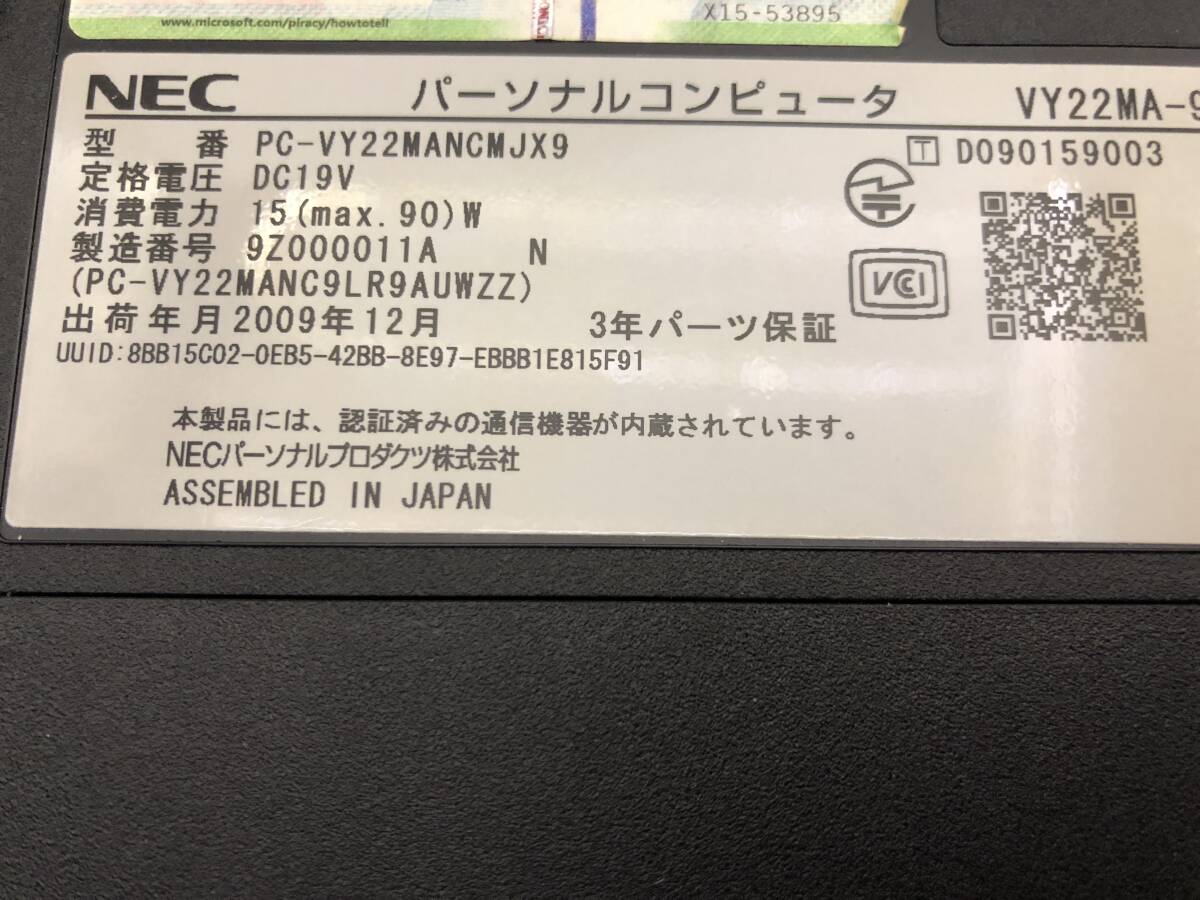 www.microsoft.com/piracy/howtotell
X15-53895
NEC パーソナルコンピュータ VY22MA-9
型 番 PC-VY22MANCMJX9
T D090159003
定格電圧 DC19V
消費電力 15(max.90)W
製造番号 9Z000011A N
(PC-VY22MANC9LR9AUWZZ)
VCCI
出荷年月 2009年12月 3年パーツ保証
UUID:8BB15C02-0EB5-42BB-8E97-EBBB1E815F91
本製品には、認証済みの通信機器が内蔵されています。
NECパーソナルプロダクツ株式会社
ASSEMBLED IN JAPAN